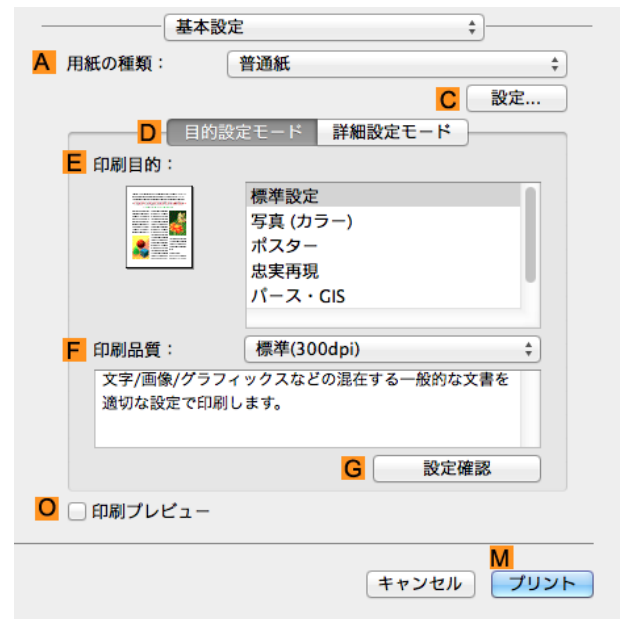 基本設定
A 用紙の種類： 普通紙
C 設定...
D 目的設定モード 詳細設定モード
E 印刷目的：
標準設定
写真 (カラー)
ポスター
忠実再現
パース・GIS
F 印刷品質： 標準(300dpi)
文字/画像/グラフィックスなどの混在する一般的な文書を
適切な設定で印刷します。
G 設定確認
O 印刷プレビュー
M
キャンセル プリント